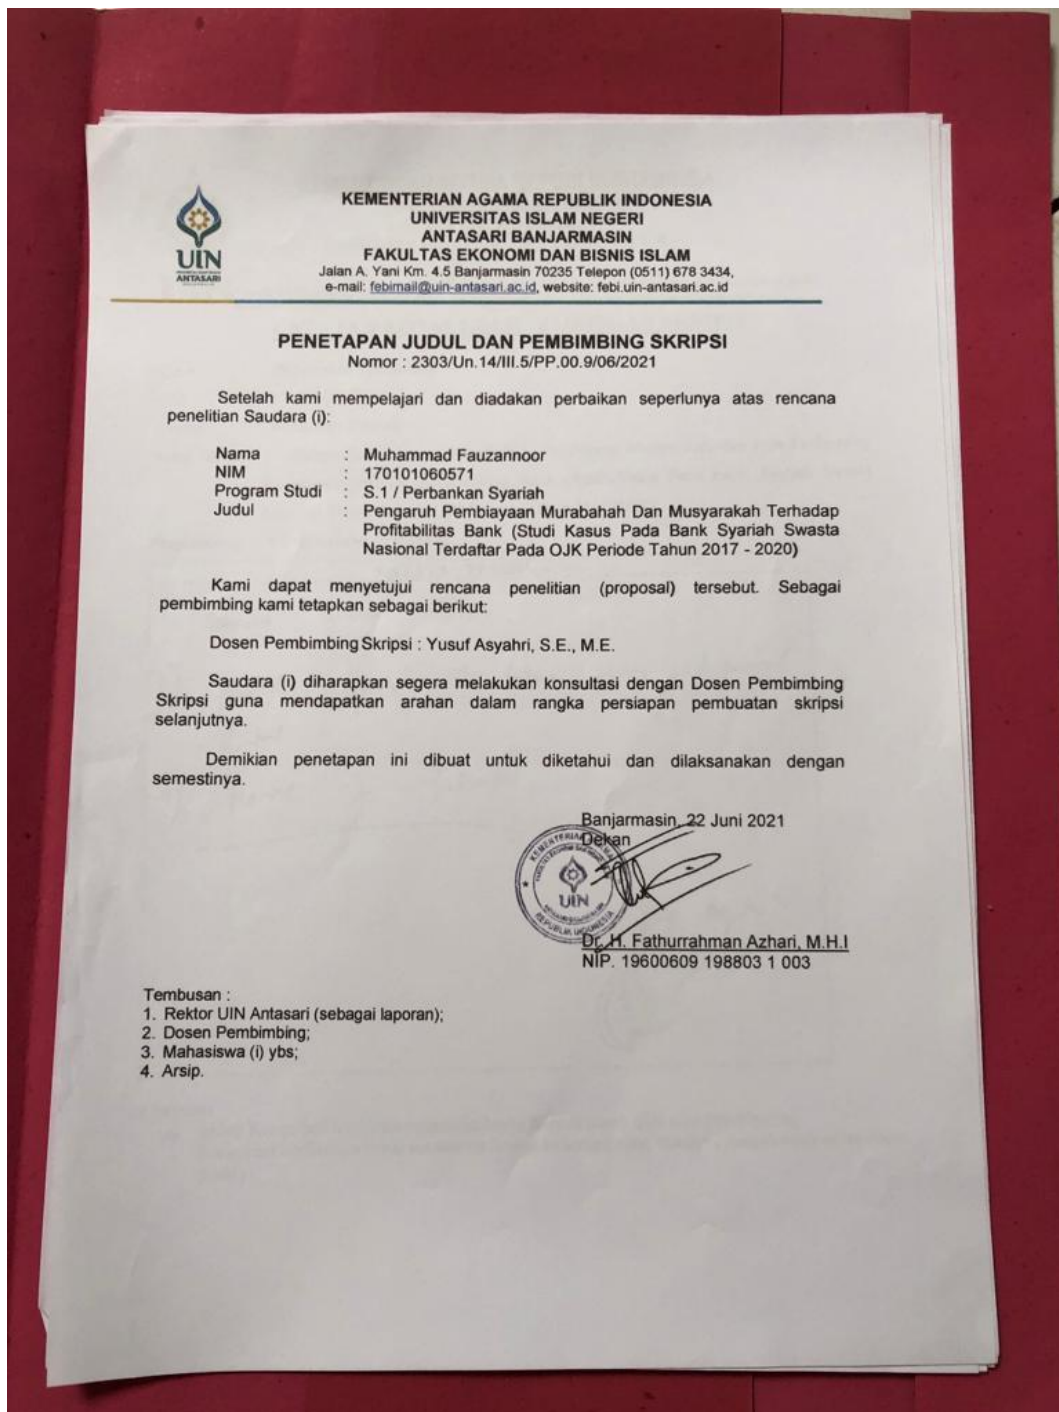 KEMENTERIAN AGAMA REPUBLIK INDONESIA
UNIVERSITAS ISLAM NEGERI
ANTASARI BANJARMASIN
FAKULTAS EKONOMI DAN BISNIS ISLAM
Jalan A. Yani Km. 4.5 Banjarmasin 70235 Telepon (0511) 678 3434,
e-mail: febimail@uin-antasari.ac.id, website: febi.uin-antasari.ac.id
UIN
ANTASARI
PENETAPAN JUDUL DAN PEMBIMBING SKRIPSI
Nomor : 2303/Un.14/III.5/PP.00.9/06/2021
Setelah kami mempelajari dan diadakan perbaikan seperlunya atas rencana
penelitian Saudara (i):
Nama : Muhammad Fauzannoor
NIM : 170101060571
Program Studi : S.1 / Perbankan Syariah
Judul : Pengaruh Pembiayaan Murabahah Dan Musyarakah Terhadap
Profitabilitas Bank (Studi Kasus Pada Bank Syariah Swasta
Nasional Terdaftar Pada OJK Periode Tahun 2017 - 2020)
Kami dapat menyetujui rencana penelitian (proposal) tersebut. Sebagai
pembimbing kami tetapkan sebagai berikut:
Dosen Pembimbing Skripsi : Yusuf Asyahri, S.E., M.E.
Saudara (i) diharapkan segera melakukan konsultasi dengan Dosen Pembimbing
Skripsi guna mendapatkan arahan dalam rangka persiapan pembuatan skripsi
selanjutnya.
Demikian penetapan ini dibuat untuk diketahui dan dilaksanakan dengan
semestinya.
Banjarmasin, 22 Juni 2021
Dekan
UIN
REPUBLIK INDONESIA
Dr. H. Fathurrahman Azhari, M.H.I
NIP. 19600609 198803 1 003
Tembusan :
1. Rektor UIN Antasari (sebagai laporan);
2. Dosen Pembimbing;
3. Mahasiswa (i) ybs;
4. Arsip.